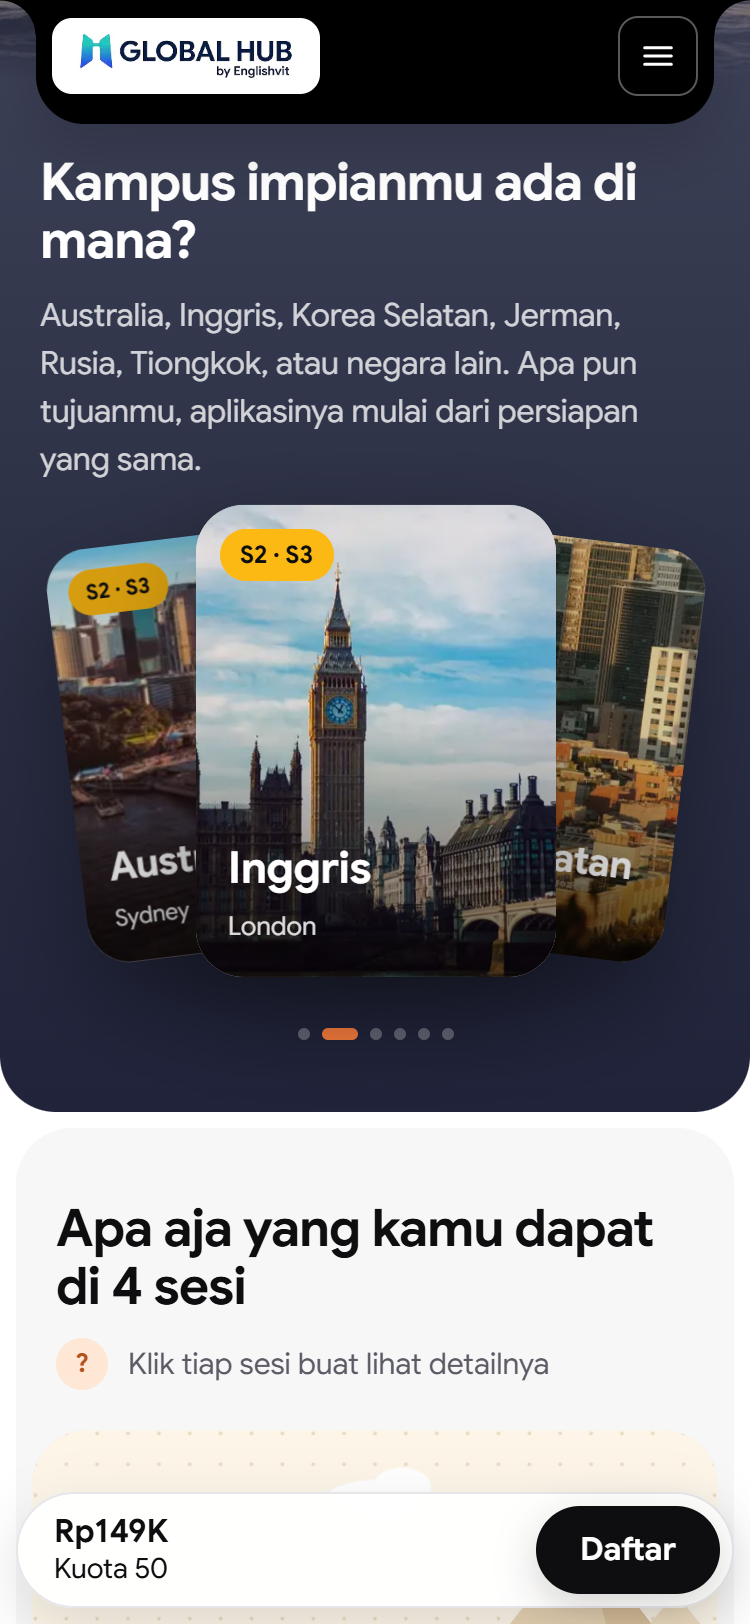 GLOBAL HUB
by Englishvit
Kampus impianmu ada di
mana?
Australia, Inggris, Korea Selatan, Jerman,
Rusia, Tiongkok, atau negara lain. Apa pun
tujuanmu, aplikasinya mulai dari persiapan
yang sama.
S2 · S3
S2 · S3
Aust
Inggris
atan
Sydney
London
Apa aja yang kamu dapat
di 4 sesi
? Klik tiap sesi buat lihat detailnya
Rp149K
Kuota 50
Daftar